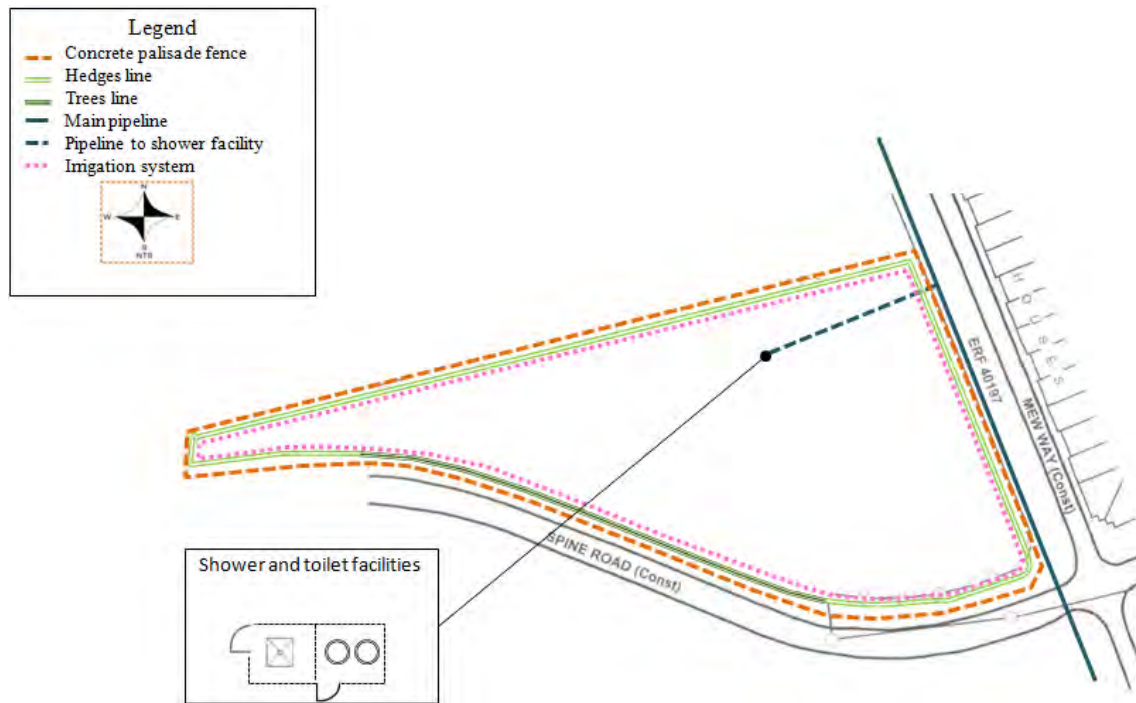 Legend
Concrete palisade fence
Hedges line
Trees line
Main pipeline
Pipeline to shower facility
Irrigation system
N
W
E
S
NTS
HOUSES
ERF 40197
MEW WAY (Const)
SPINE ROAD (Const)
Shower and toilet facilities